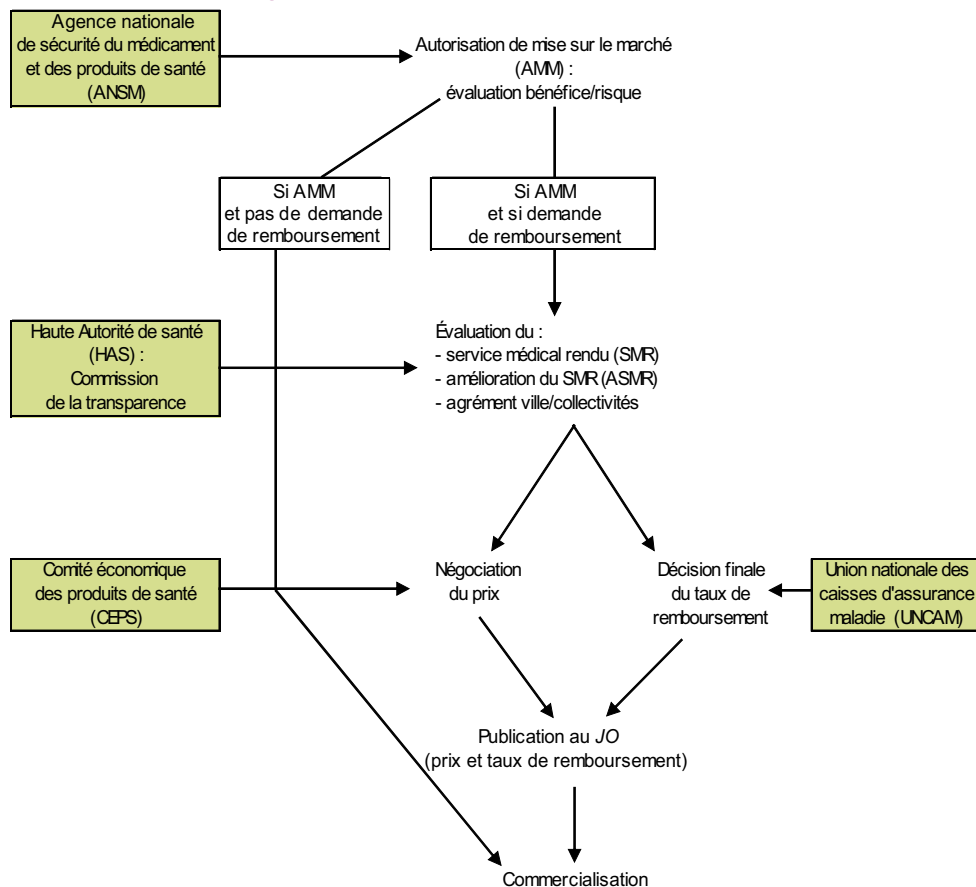 Agence nationale
de sécurité du médicament
et des produits de santé
(ANSM)
Autorisation de mise sur le marché
(AMM) :
évaluation bénéfice/risque
Si AMM
et pas de demande
de remboursement
Si AMM
et si demande
de remboursement
Haute Autorité de santé
(HAS) :
Commission
de la transparence
Évaluation du :
- service médical rendu (SMR)
- amélioration du SMR (ASMR)
- agrément ville/collectivités
Comité économique
des produits de santé
(CEPS)
Négociation
du prix
Décision finale
du taux de
remboursement
Union nationale des
caisses d'assurance
maladie (UNCAM)
Publication au JO
(prix et taux de remboursement)
Commercialisation